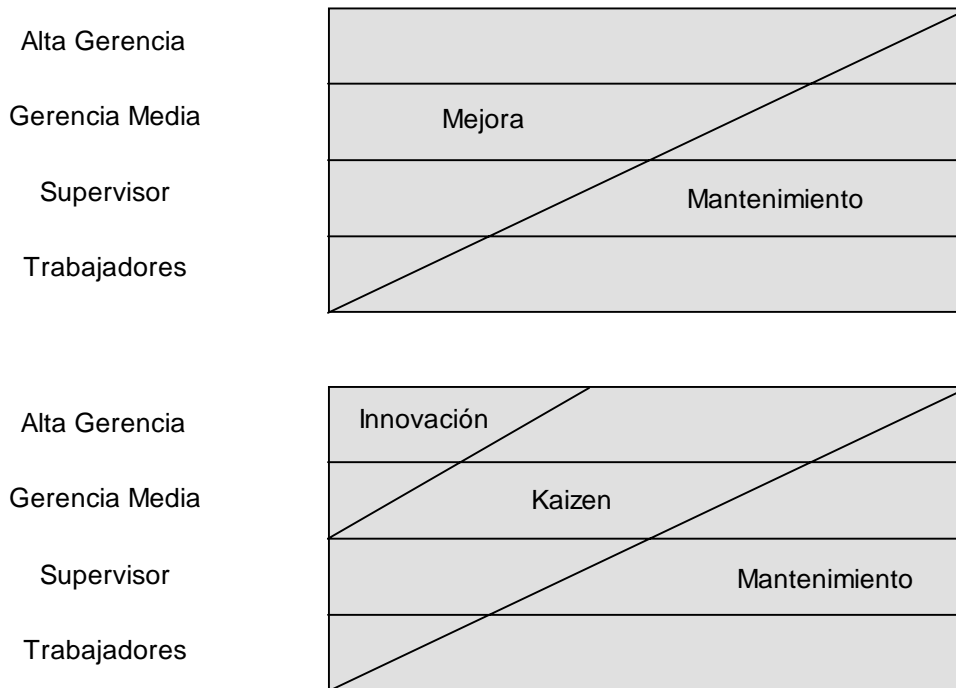 Alta Gerencia
Gerencia Media
Mejora
Supervisor
Mantenimiento
Trabajadores
Alta Gerencia
Innovación
Gerencia Media
Kaizen
Supervisor
Mantenimiento
Trabajadores